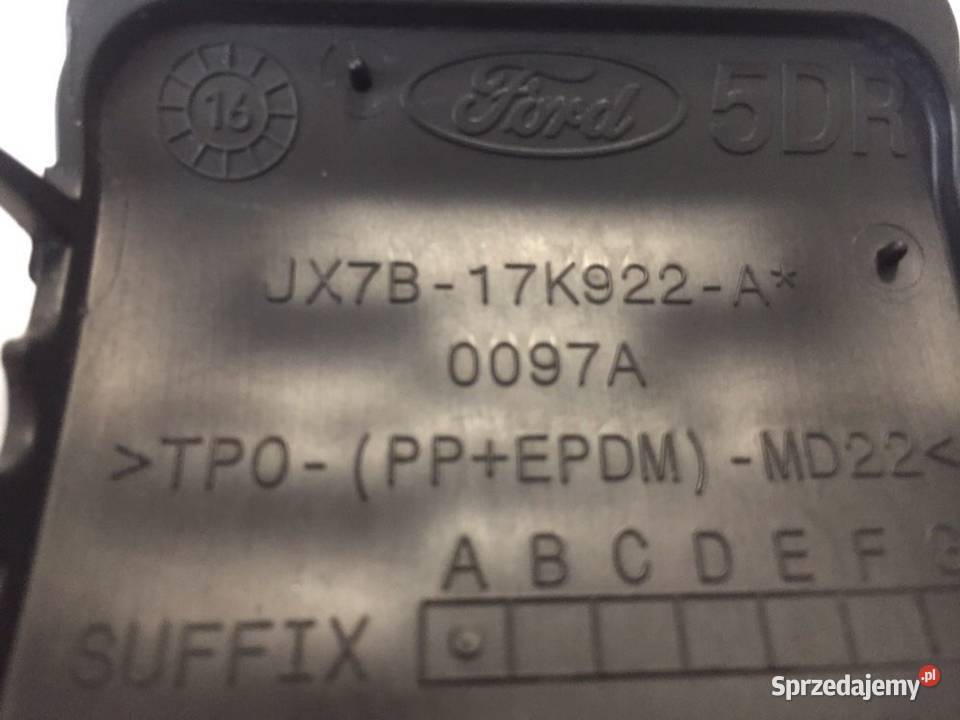 16 Ford 5DR
JX7B-17K922-A*
0097A
>TPO-(PP+EPDM)-MD22<
A B C D E F G
SUFFIX
Sprzedajemy.pl